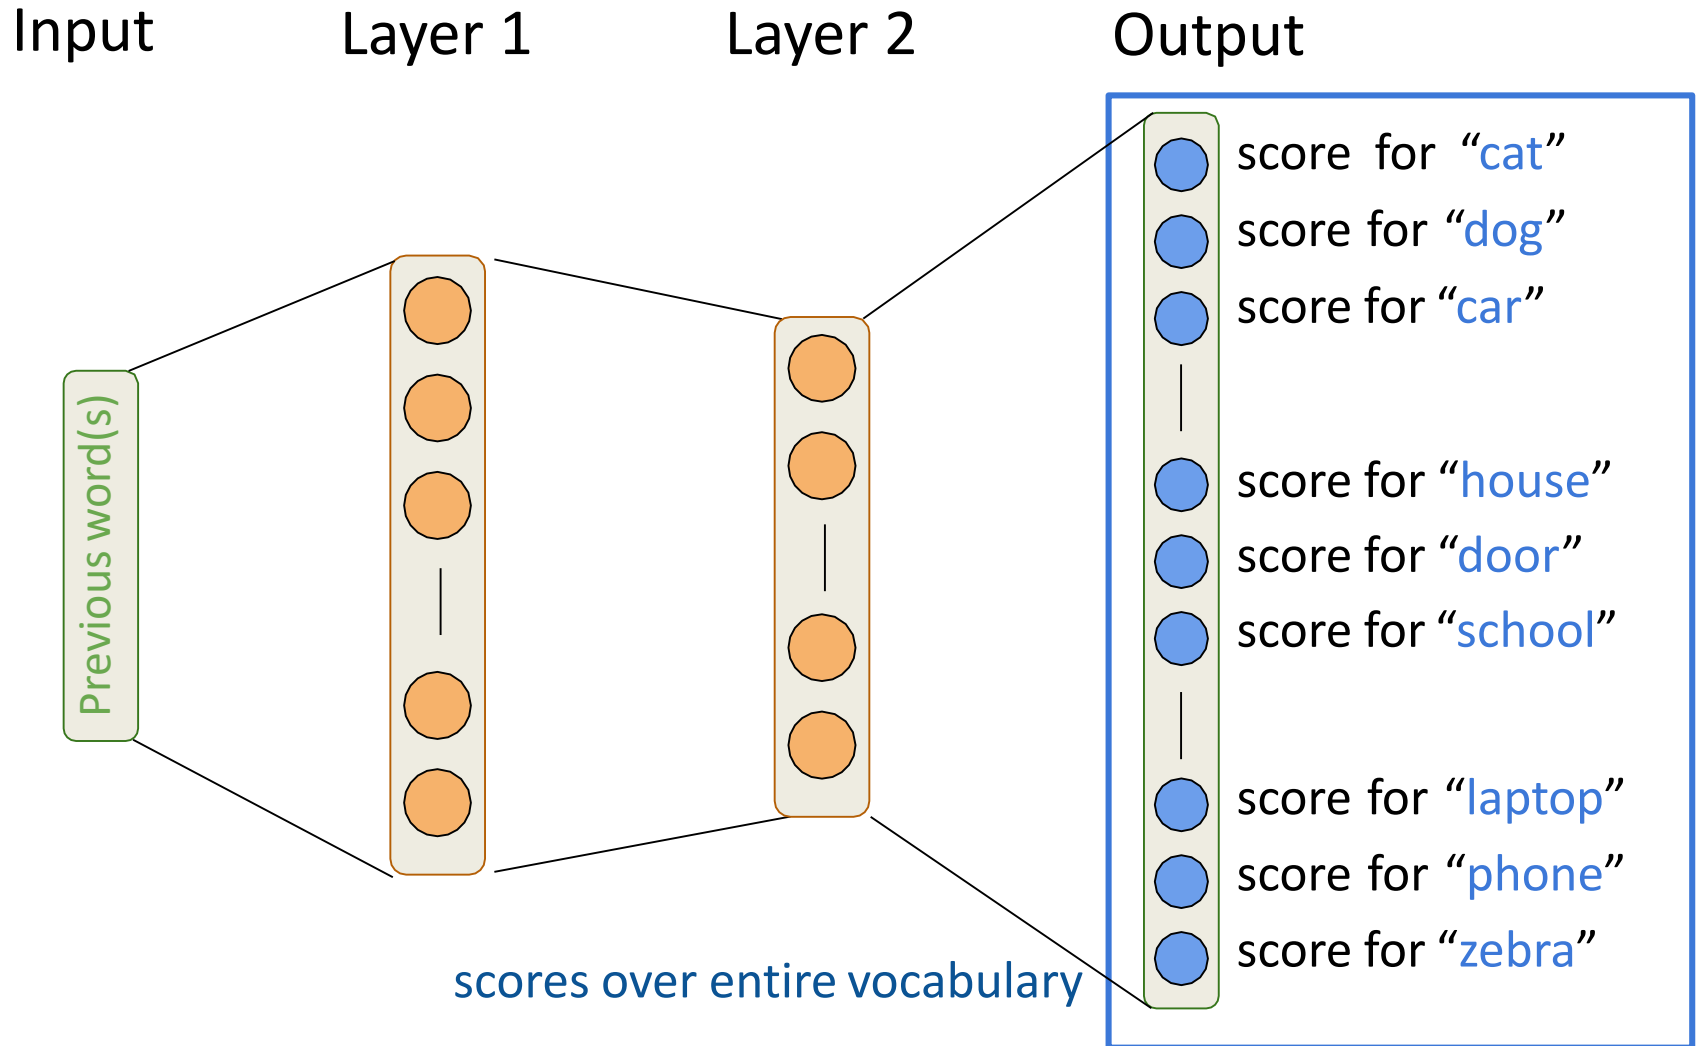 Input
Layer 1
Layer 2
Output
Previous word(s)
score for “cat”
score for “dog”
score for “car”
score for “house”
score for “door”
score for “school”
score for “laptop”
score for “phone”
score for “zebra”
scores over entire vocabulary